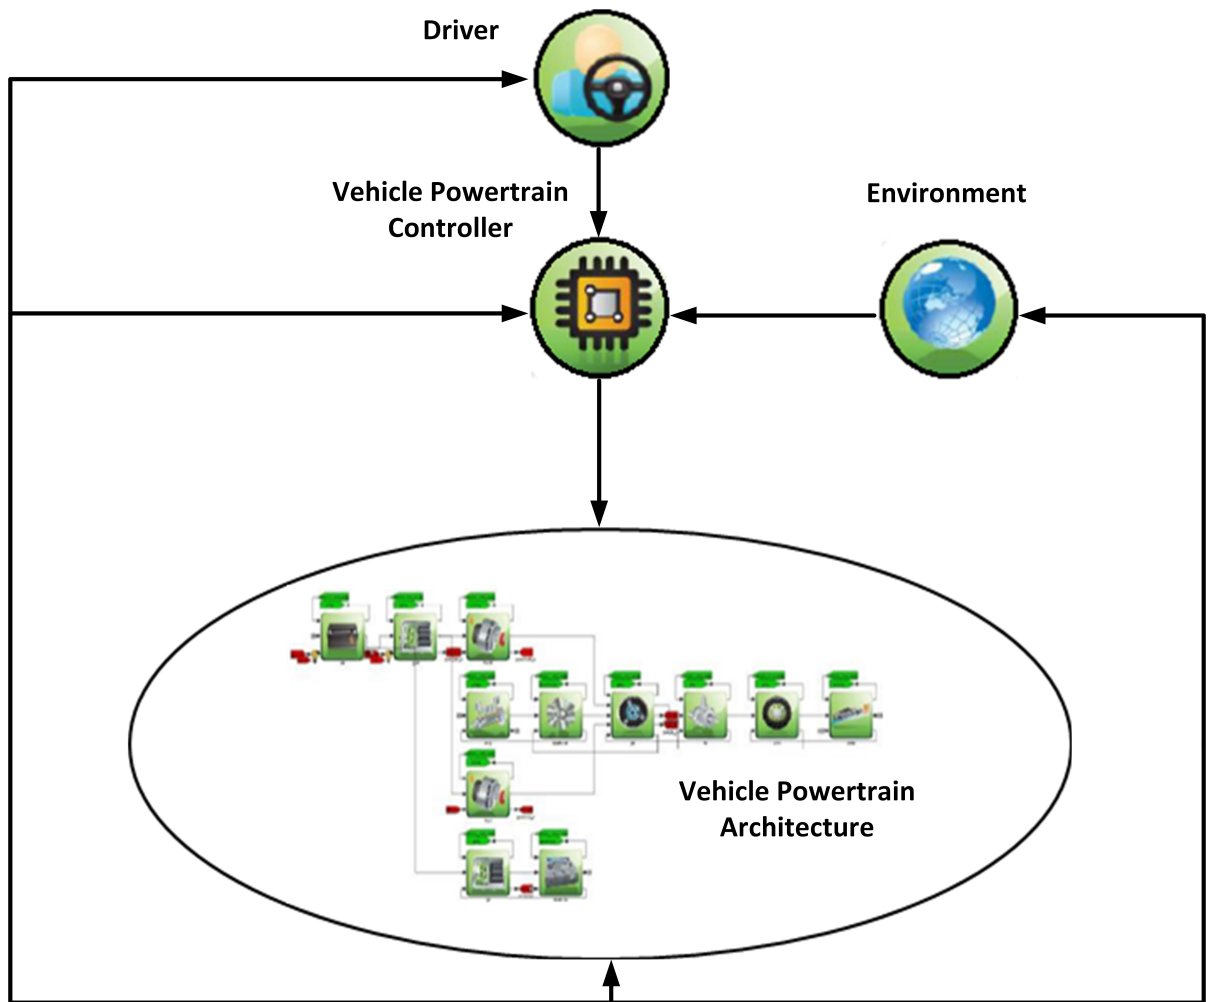 Driver
Vehicle Powertrain
Controller
Environment
Vehicle Powertrain
Architecture